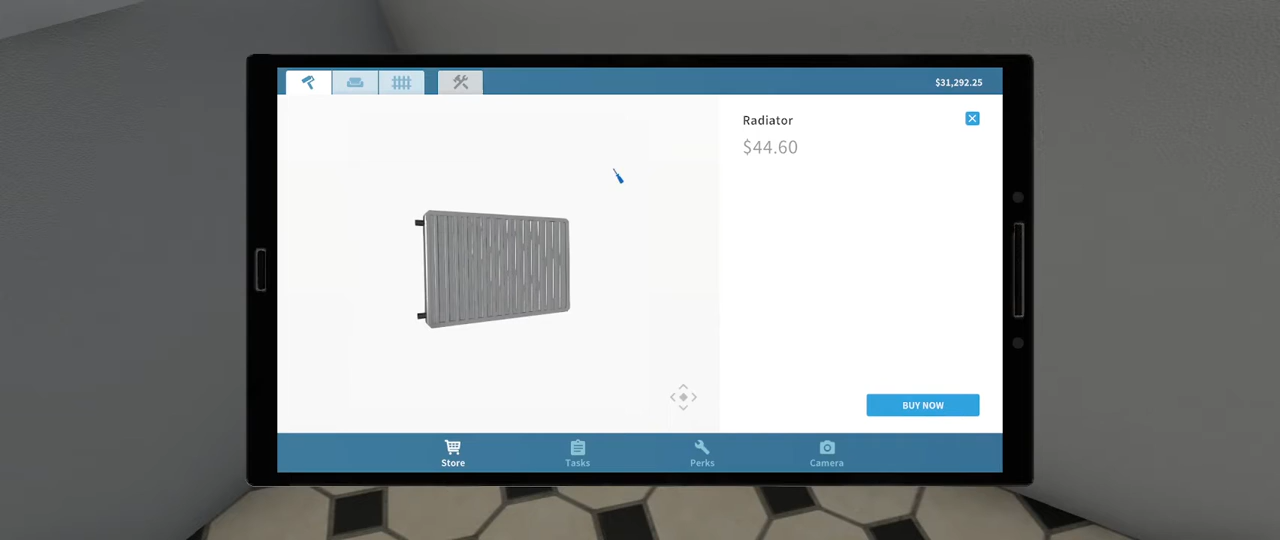 $31,292.25
Radiator
$44.60
BUY NOW
Store
Tasks
Perks
Camera